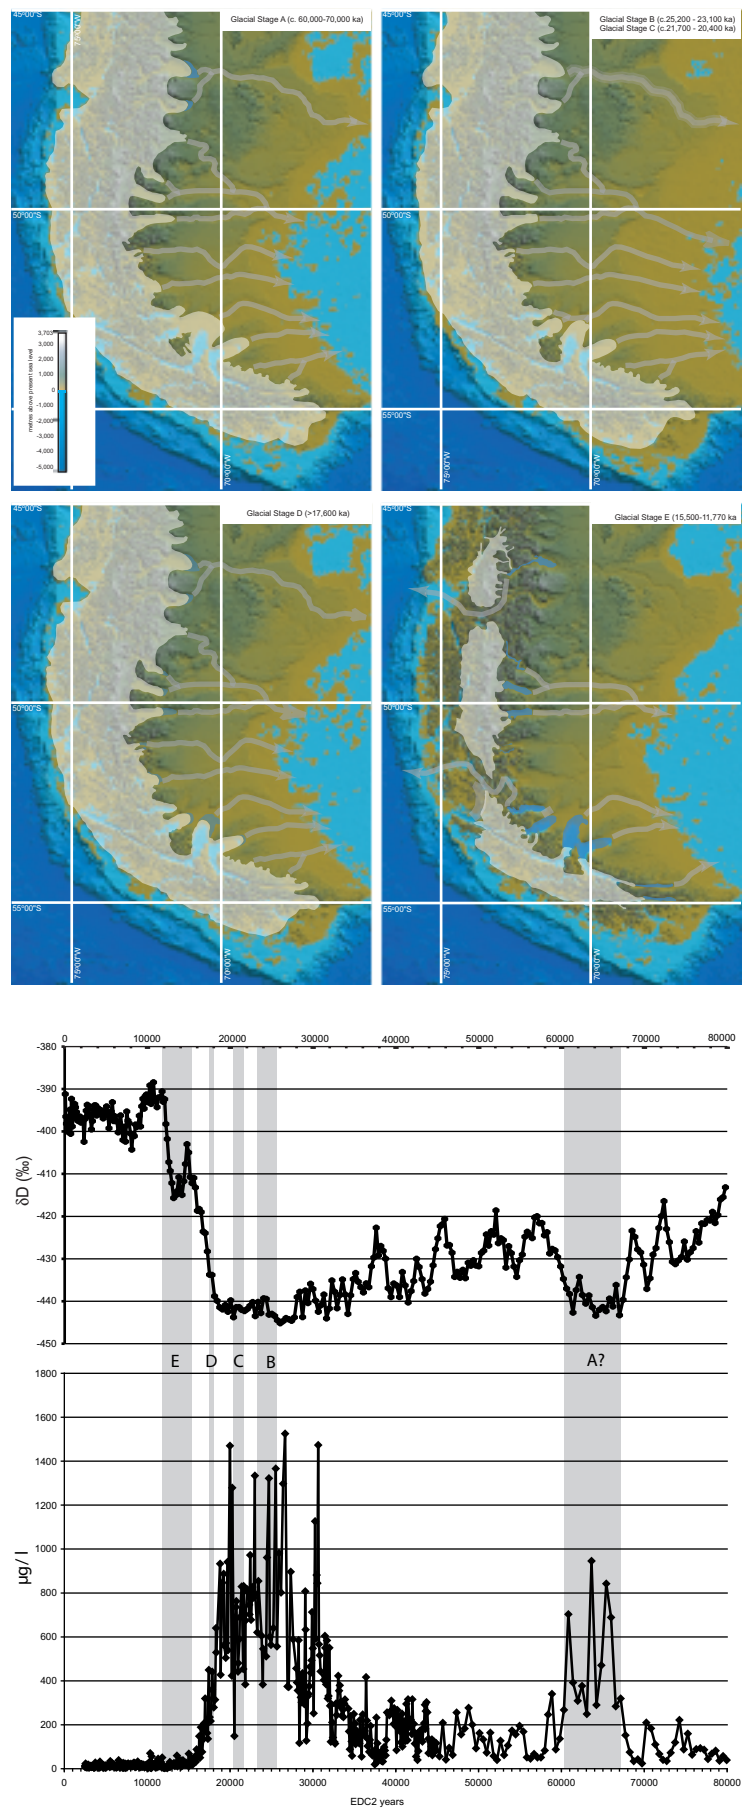 45°00"S
75°00"W
Glacial Stage A (c. 60,000-70,000 ka)
50°00"S
3,703
3,000
2,000
1,000
0
-1,000
-2,000
-3,000
-4,000
-5,000
metres above present sea level
55°00"S
70°00"W
45°00"S
Glacial Stage B (c.25,200 - 23,100 ka)
Glacial Stage C (c.21,700 - 20,400 ka)
50°00"S
55°00"S
75°00"W
70°00"W
45°00"S
Glacial Stage D (>17,600 ka)
50°00"S
55°00"S
75°00"W
70°00"W
45°00"S
Glacial Stage E (15,500-11,770 ka
50°00"S
55°00"S
75°00"W
70°00"W
0 10000 20000 30000 40000 50000 60000 70000 80000
-380
-390
-400
-410
-420
-430
-440
-450
δD (‰)
E D C B A?
1800
1600
1400
1200
1000
800
600
400
200
0
µg/ l
0 10000 20000 30000 40000 50000 60000 70000 80000
EDC2 years